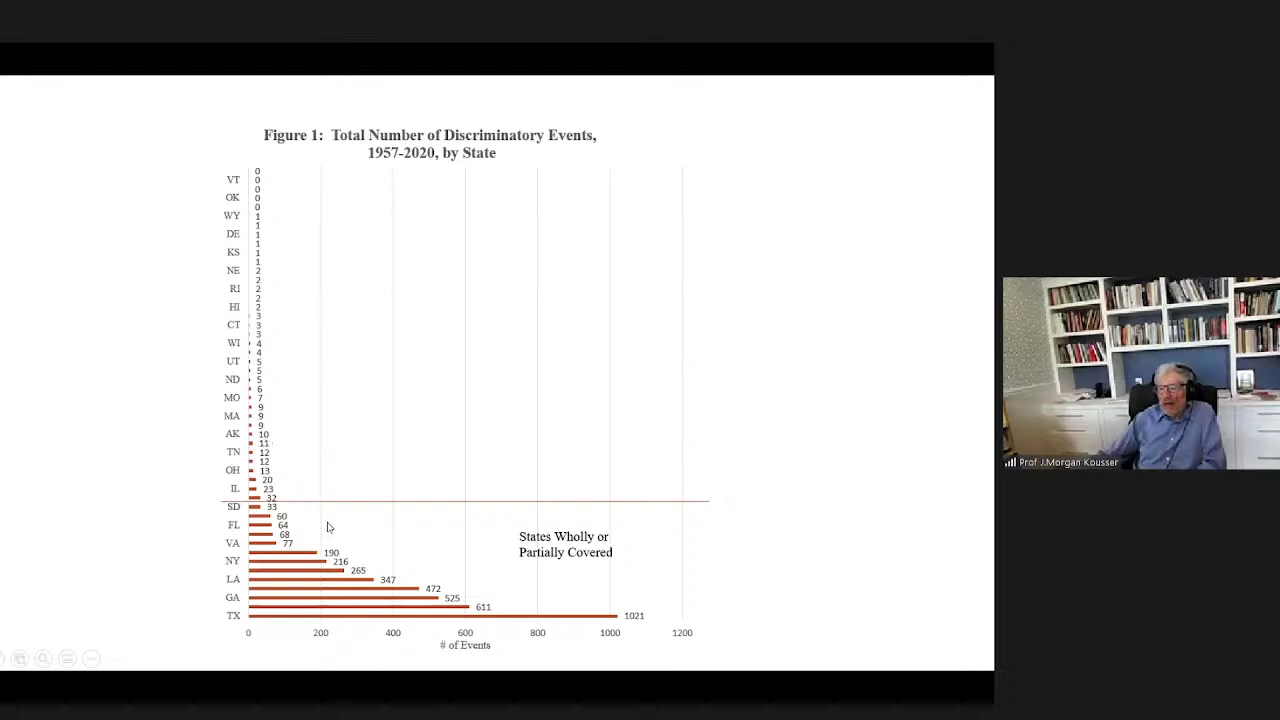 Figure 1: Total Number of Discriminatory Events,
1957-2020, by State
0
VT 0
0
OK 0
0
WY 1
1
DE 1
1
KS 1
1
NE 2
2
RI 2
2
HI 2
3
CT 3
3
WI 4
4
UT 5
5
ND 5
6
MO 7
9
MA 9
9
AK 10
11
TN 12
12
OH 13
20
IL 23
32
SD 33
60
FL 64
68
VA 77
190
NY 216
265
LA 347
472
GA 525
611
TX 1021
States Wholly or
Partially Covered
0 200 400 600 800 1000 1200
# of Events
Prof J.Morgan Kousser